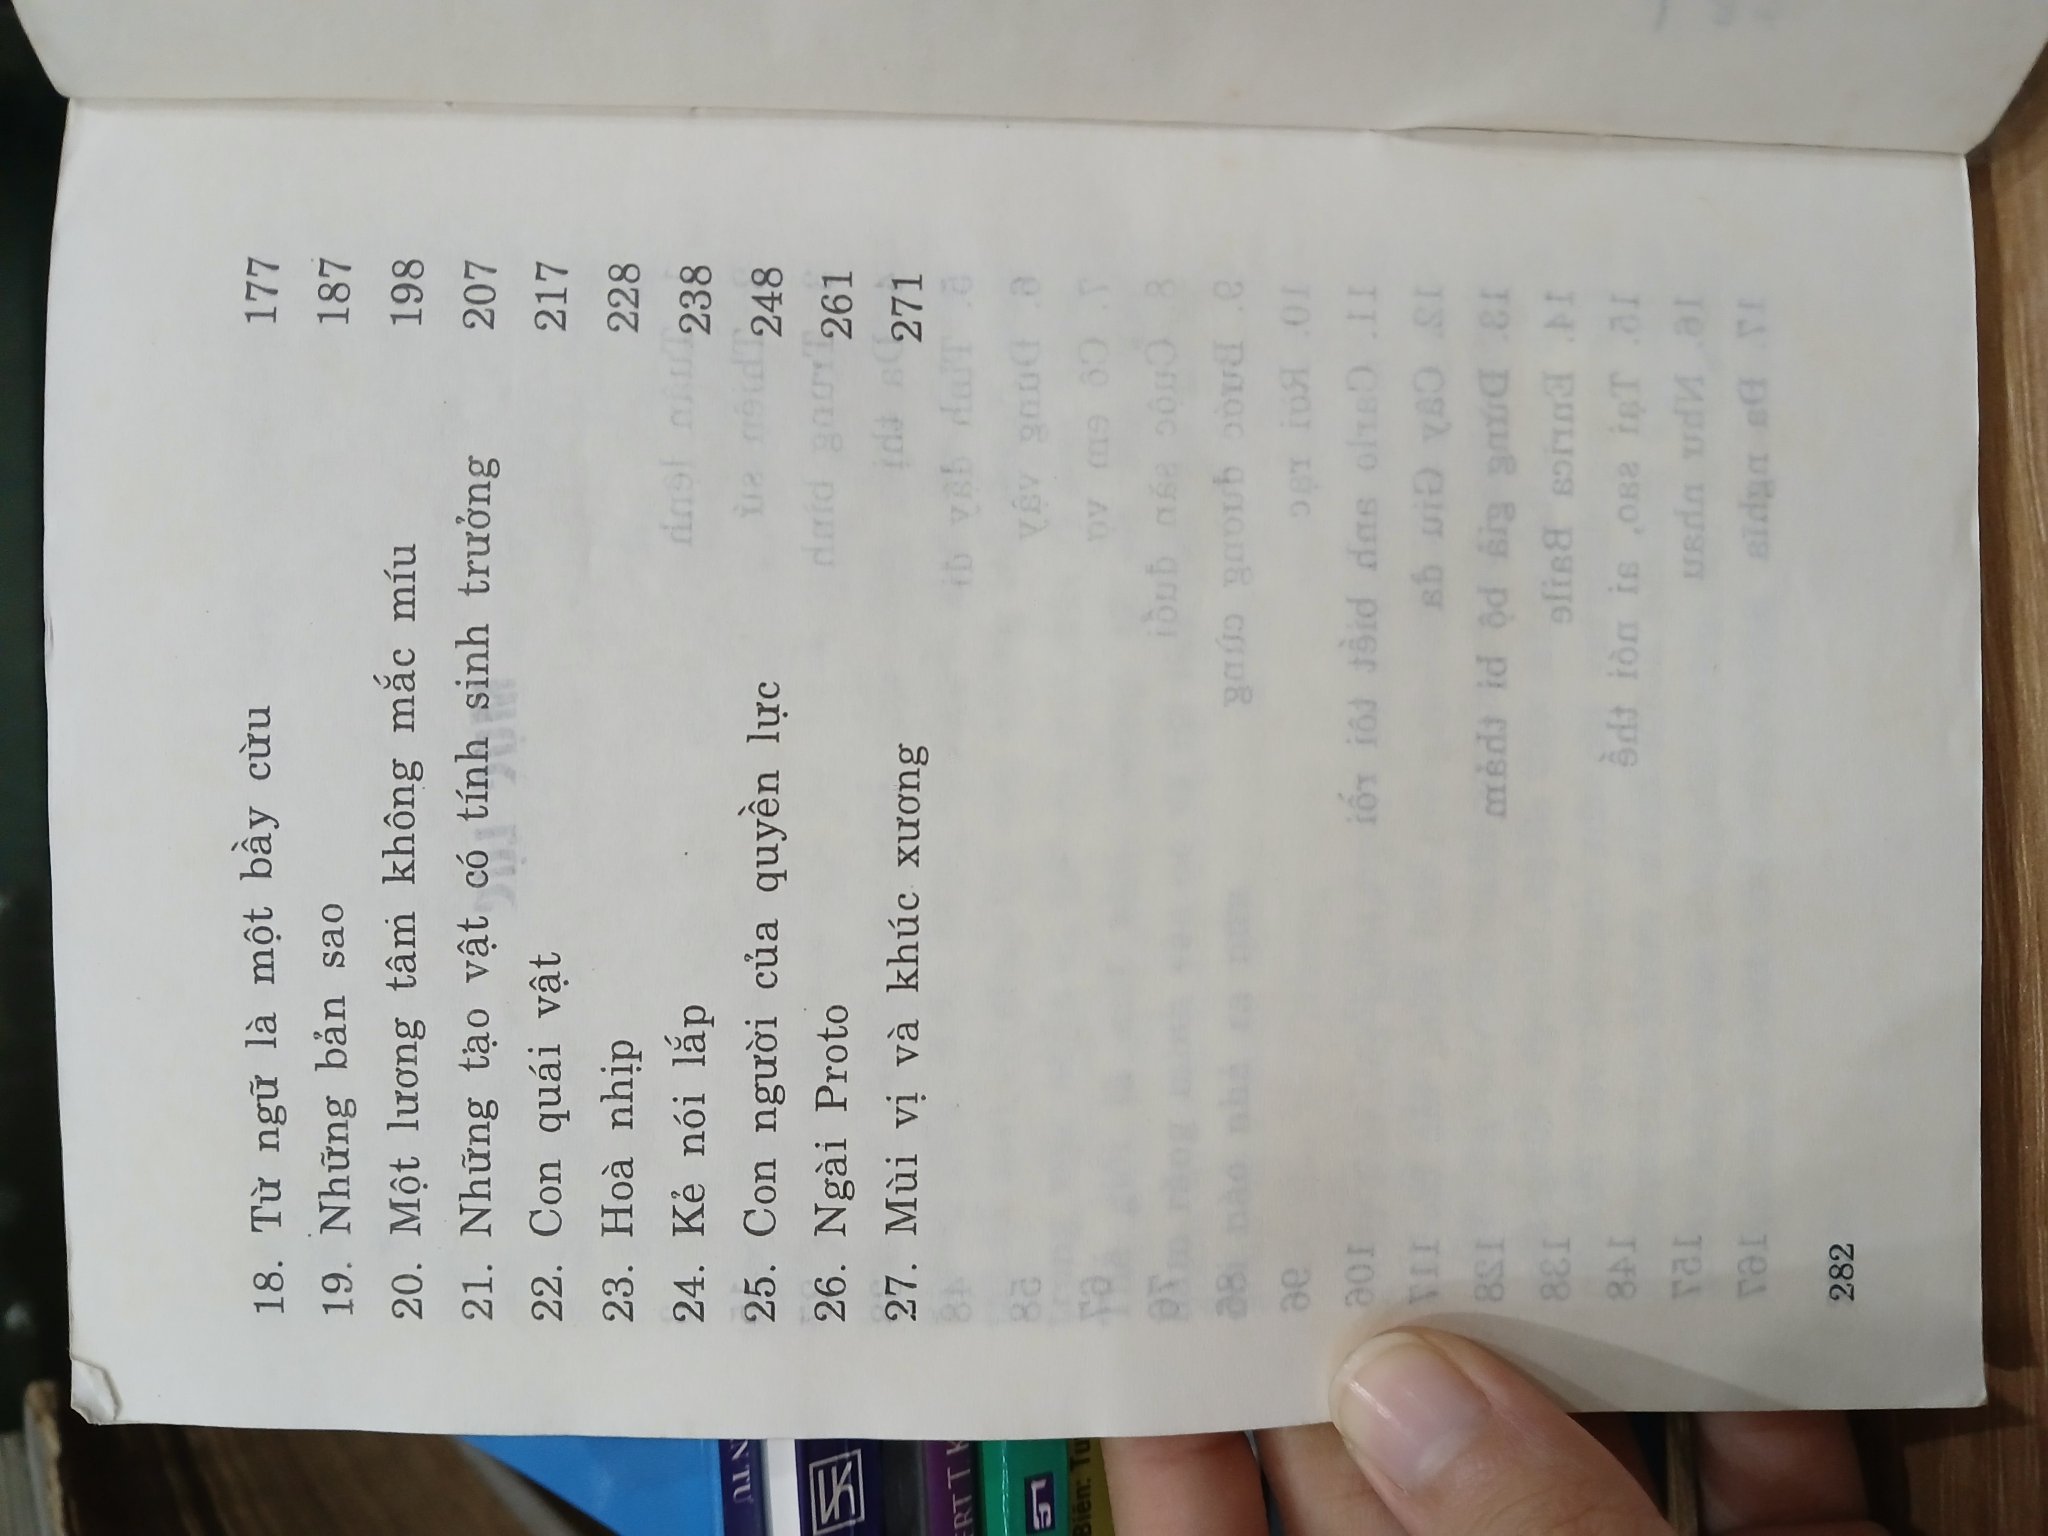 18. Từ ngữ là một bầy cừu 177
19. Những bản sao 187
20. Một lương tâm không mắc míu 198
21. Những tạo vật có tính sinh trưởng 207
22. Con quái vật 217
23. Hoà nhịp 228
24. Kẻ nói lắp 238
25. Con người của quyền lực 248
26. Ngài Proto 261
27. Mùi vị và khúc xương 271
282